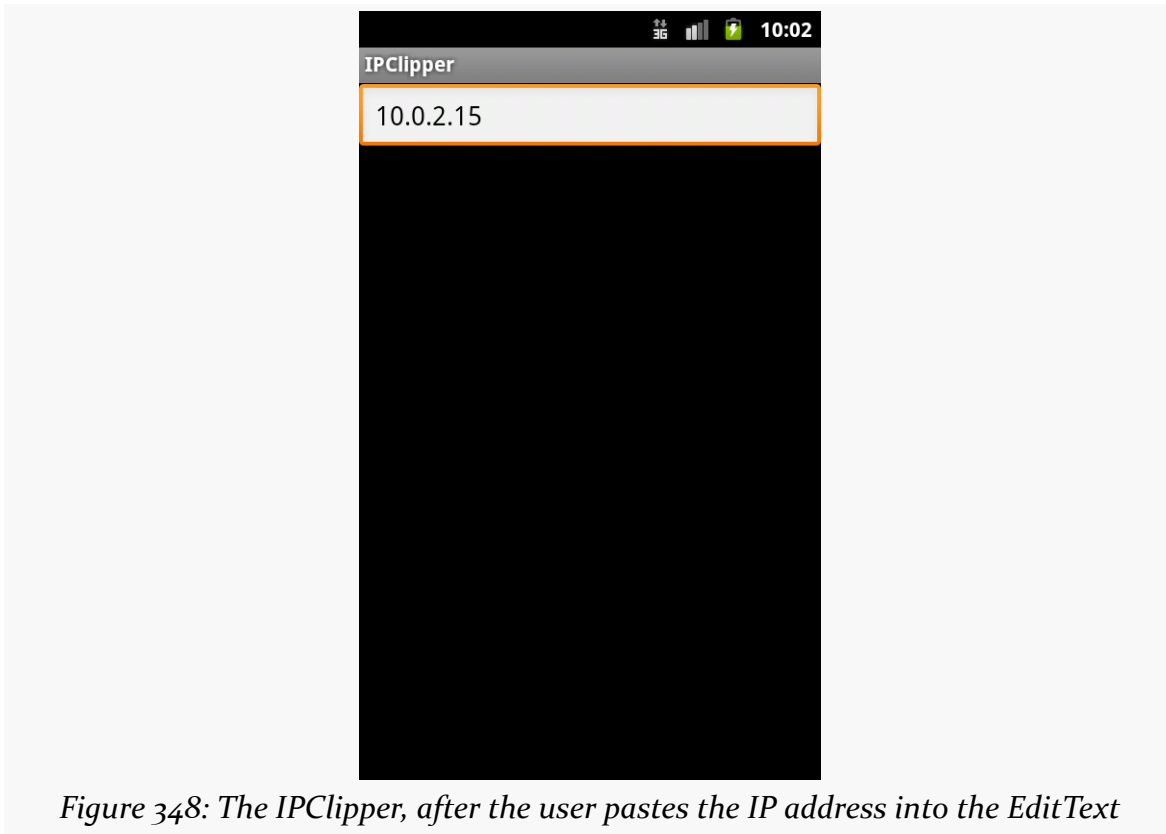 3G 10:02
IPClipper
10.0.2.15
Figure 348: The IPClipper, after the user pastes the IP address into the EditText